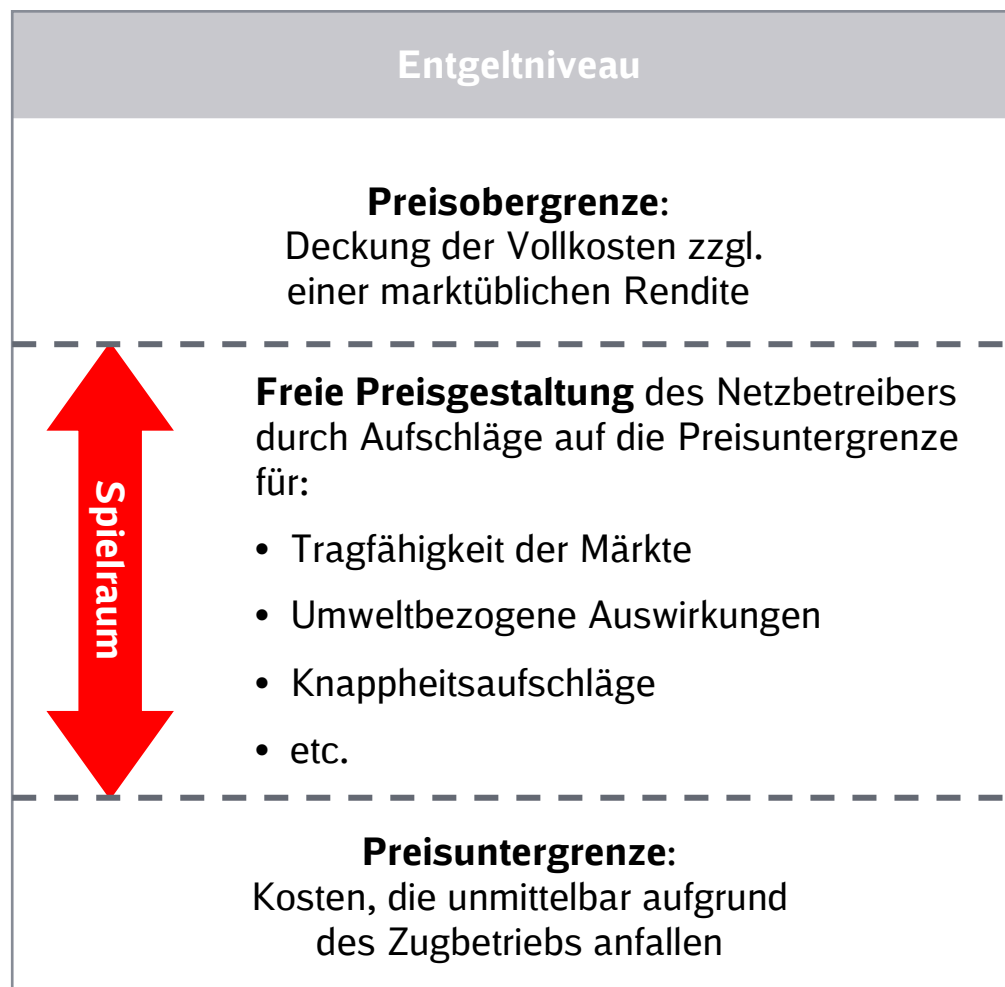 Entgeltniveau
Preisobergrenze:
Deckung der Vollkosten zzgl.
einer marktüblichen Rendite
Spielraum
Freie Preisgestaltung des Netzbetreibers
durch Aufschläge auf die Preisuntergrenze
für:
• Tragfähigkeit der Märkte
• Umweltbezogene Auswirkungen
• Knappheitsaufschläge
• etc.
Preisuntergrenze:
Kosten, die unmittelbar aufgrund
des Zugbetriebs anfallen